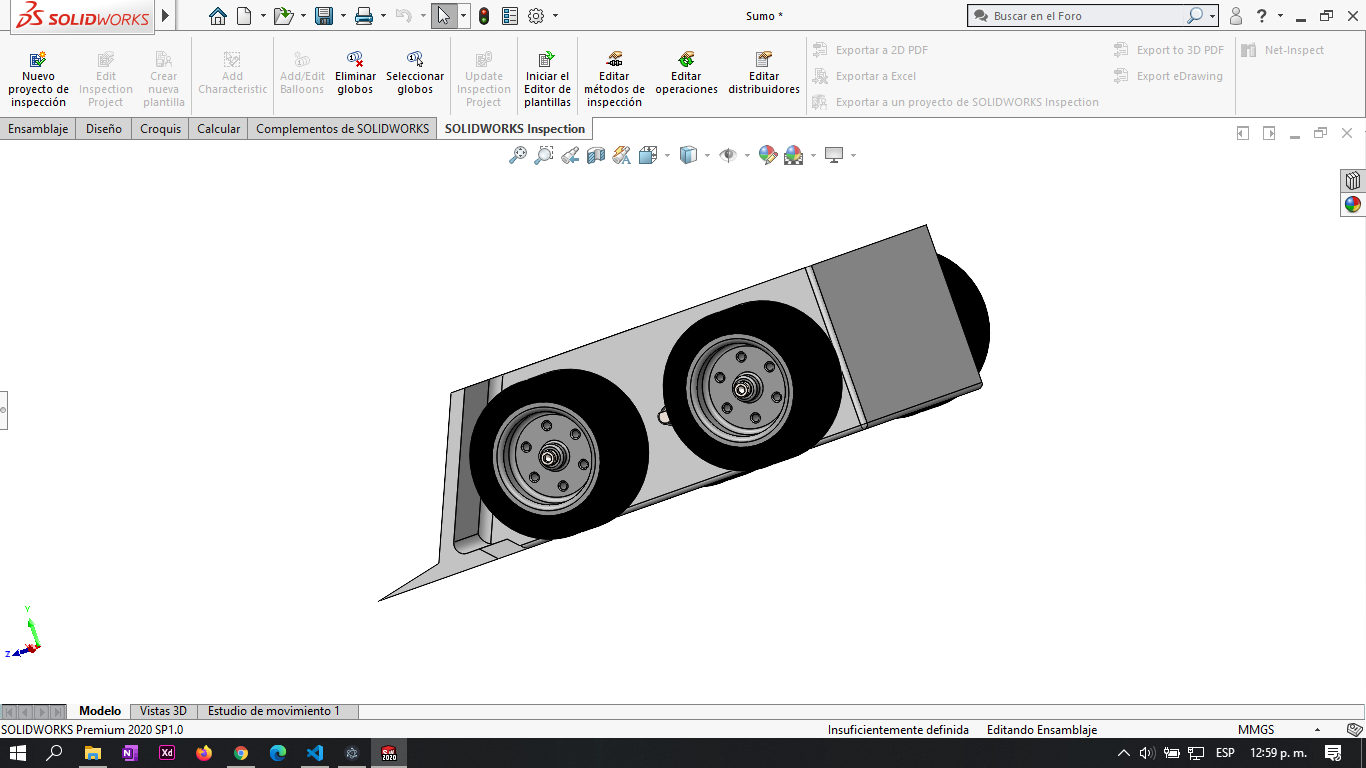 SOLIDWORKS
Sumo *
Buscar en el Foro
?
Nuevo
proyecto de
inspección
Edit
Inspection
Project
Crear
nueva
plantilla
Add
Characteristic
Add/Edit
Balloons
Eliminar
globos
Seleccionar
globos
Update
Inspection
Project
Iniciar el
Editor de
plantillas
Editar
métodos de
inspección
Editar
operaciones
Editar
distribuidores
Exportar a 2D PDF
Exportar a Excel
Exportar a un proyecto de SOLIDWORKS Inspection
Export to 3D PDF
Export eDrawing
Net-Inspect
Ensamblaje
Diseño
Croquis
Calcular
Complementos de SOLIDWORKS
SOLIDWORKS Inspection
Y
Z
Modelo
Vistas 3D
Estudio de movimiento 1
SOLIDWORKS Premium 2020 SP1.0
Insuficientemente definida
Editando Ensamblaje
MMGS
N
Xd
SW
2020
ESP
12:59 p. m.